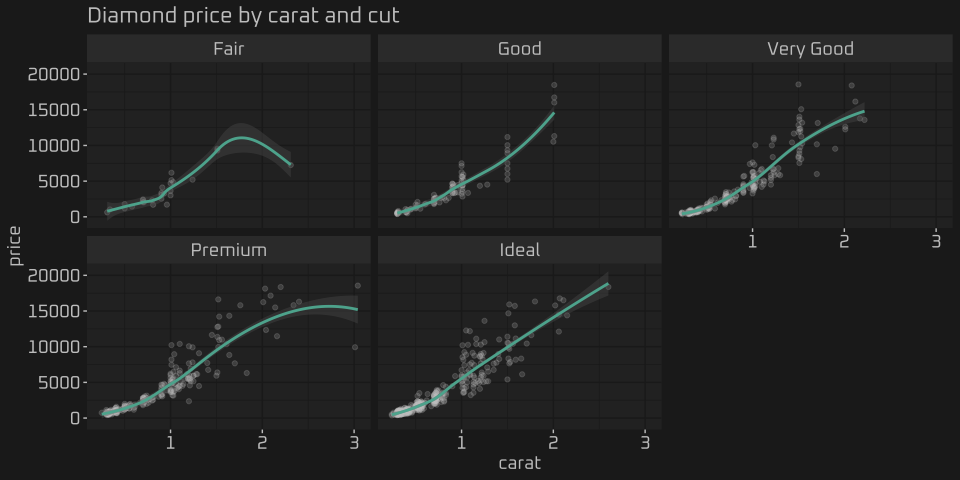 Diamond price by carat and cut
Fair
Good
Very Good
20000
15000
10000
5000
0
1 2 3
price
Premium
Ideal
20000
15000
10000
5000
0
1 2 3
1 2 3
carat